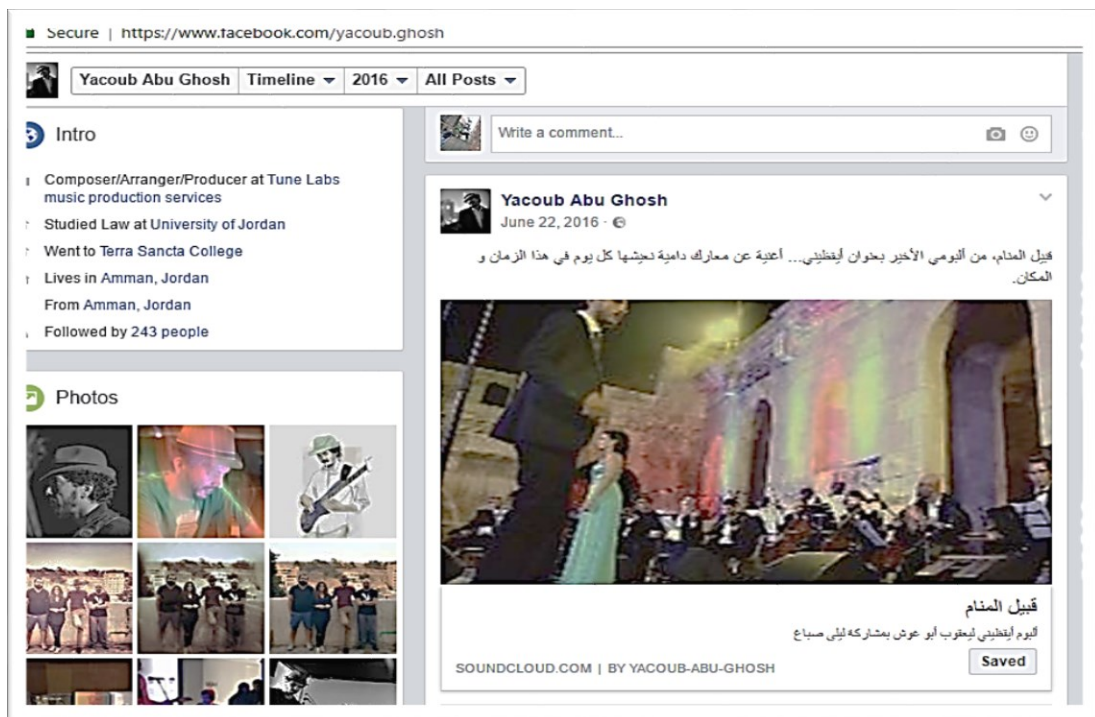 Secure | https://www.facebook.com/yacoub.ghosh
Yacoub Abu Ghosh Timeline 2016 All Posts
Intro
Composer/Arranger/Producer at Tune Labs
music production services
Studied Law at University of Jordan
Went to Terra Sancta College
Lives in Amman, Jordan
From Amman, Jordan
Followed by 243 people
Photos
Write a comment...
Yacoub Abu Ghosh
June 22, 2016
قبيل المنام، من ألبومي الأخير بعنوان أيقظيني... أغنية عن معارك دامية نعيشها كل يوم في هذا الزمان و
المكان.
قبيل المنام
ألبوم أيقظيني ليعقوب أبو غوش بمشاركة ليلى صباغ
SOUNDCLOUD.COM | BY YACOUB-ABU-GHOSH
Saved